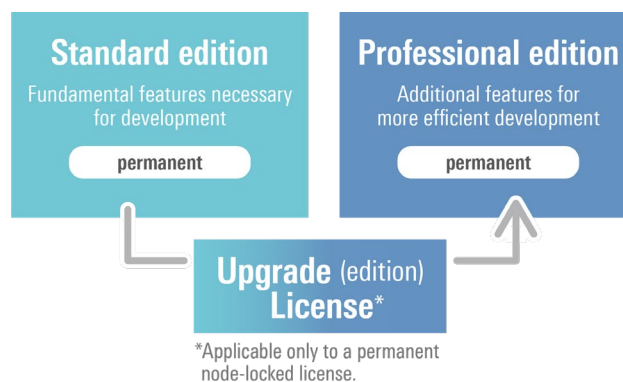 Standard edition
Fundamental features necessary
for development
permanent
Professional edition
Additional features for
more efficient development
permanent
Upgrade (edition)
License*
*Applicable only to a permanent
node-locked license.